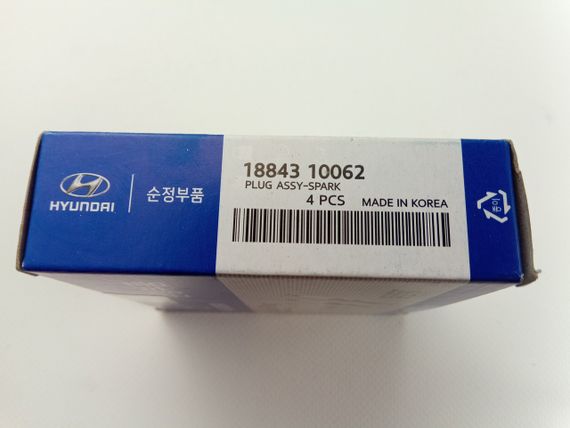 HYUNDAI
순정부품
18843 10062
PLUG ASSY-SPARK
4 PCS MADE IN KOREA